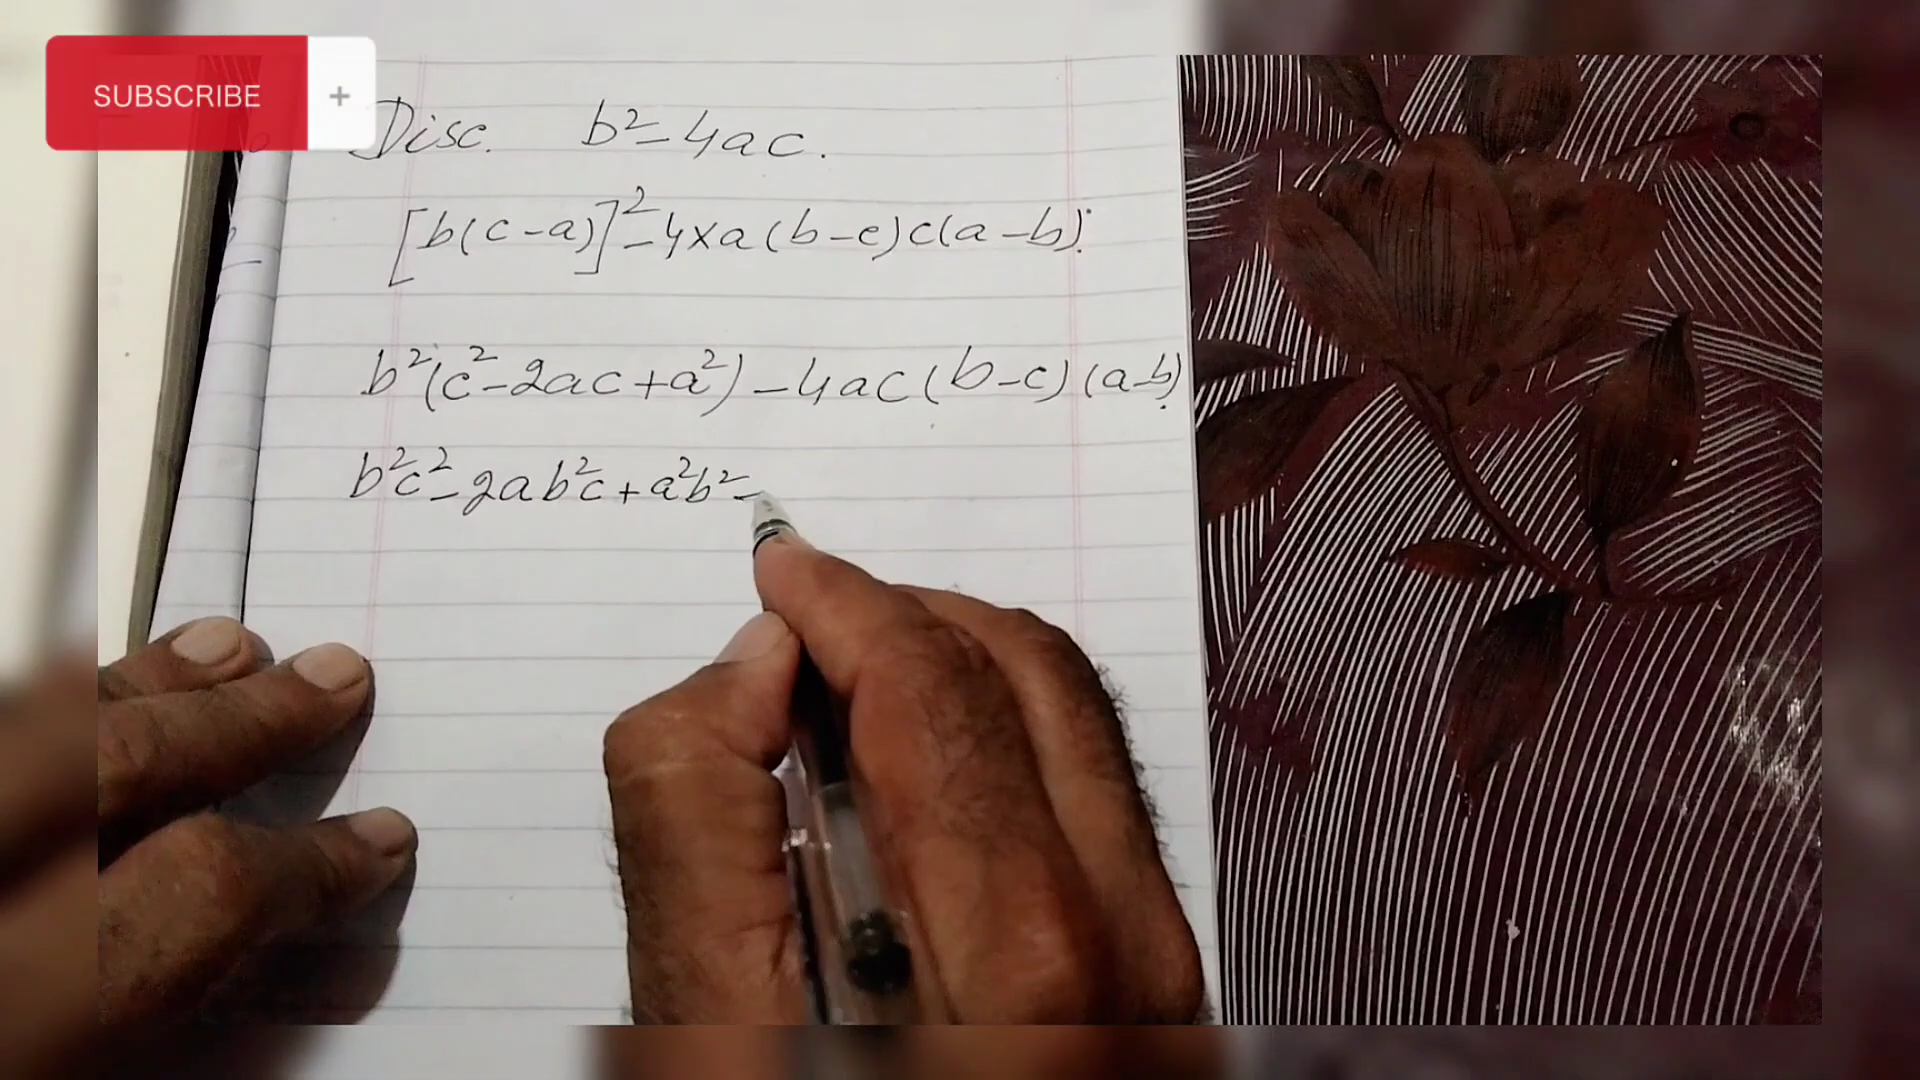 SUBSCRIBE +
Disc. b²-4ac.
[b(c-a)]²-4×a(b-c)c(a-b).
b²(c²-2ac+a²)-4ac(b-c)(a-b)
b²c²-2ab²c+a²b²-